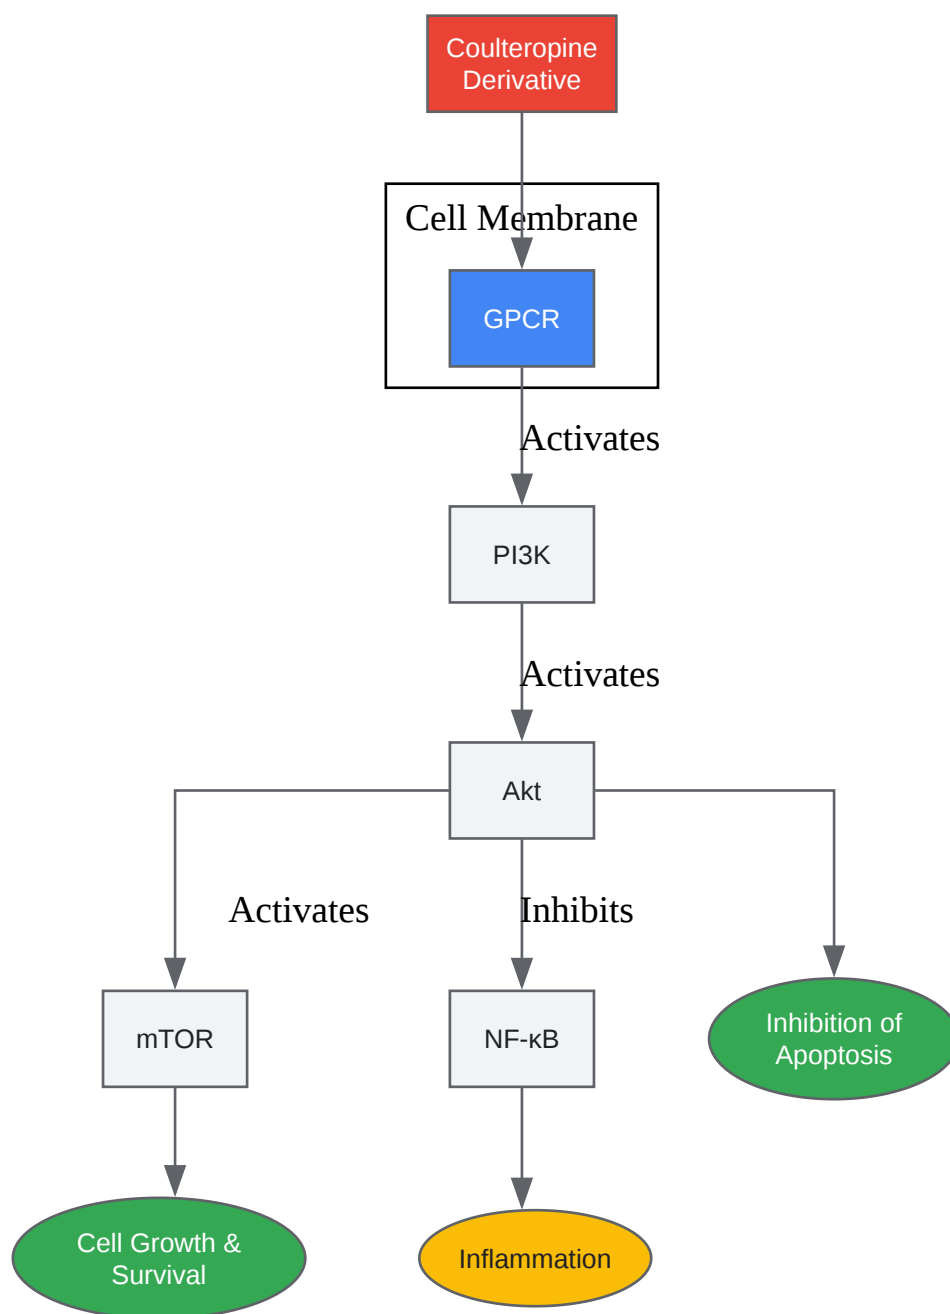 Coulteropine
Derivative
Cell Membrane
GPCR
Activates
PI3K
Activates
Akt
Activates
Inhibits
mTOR
NF-κB
Inhibition of
Apoptosis
Cell Growth &
Survival
Inflammation